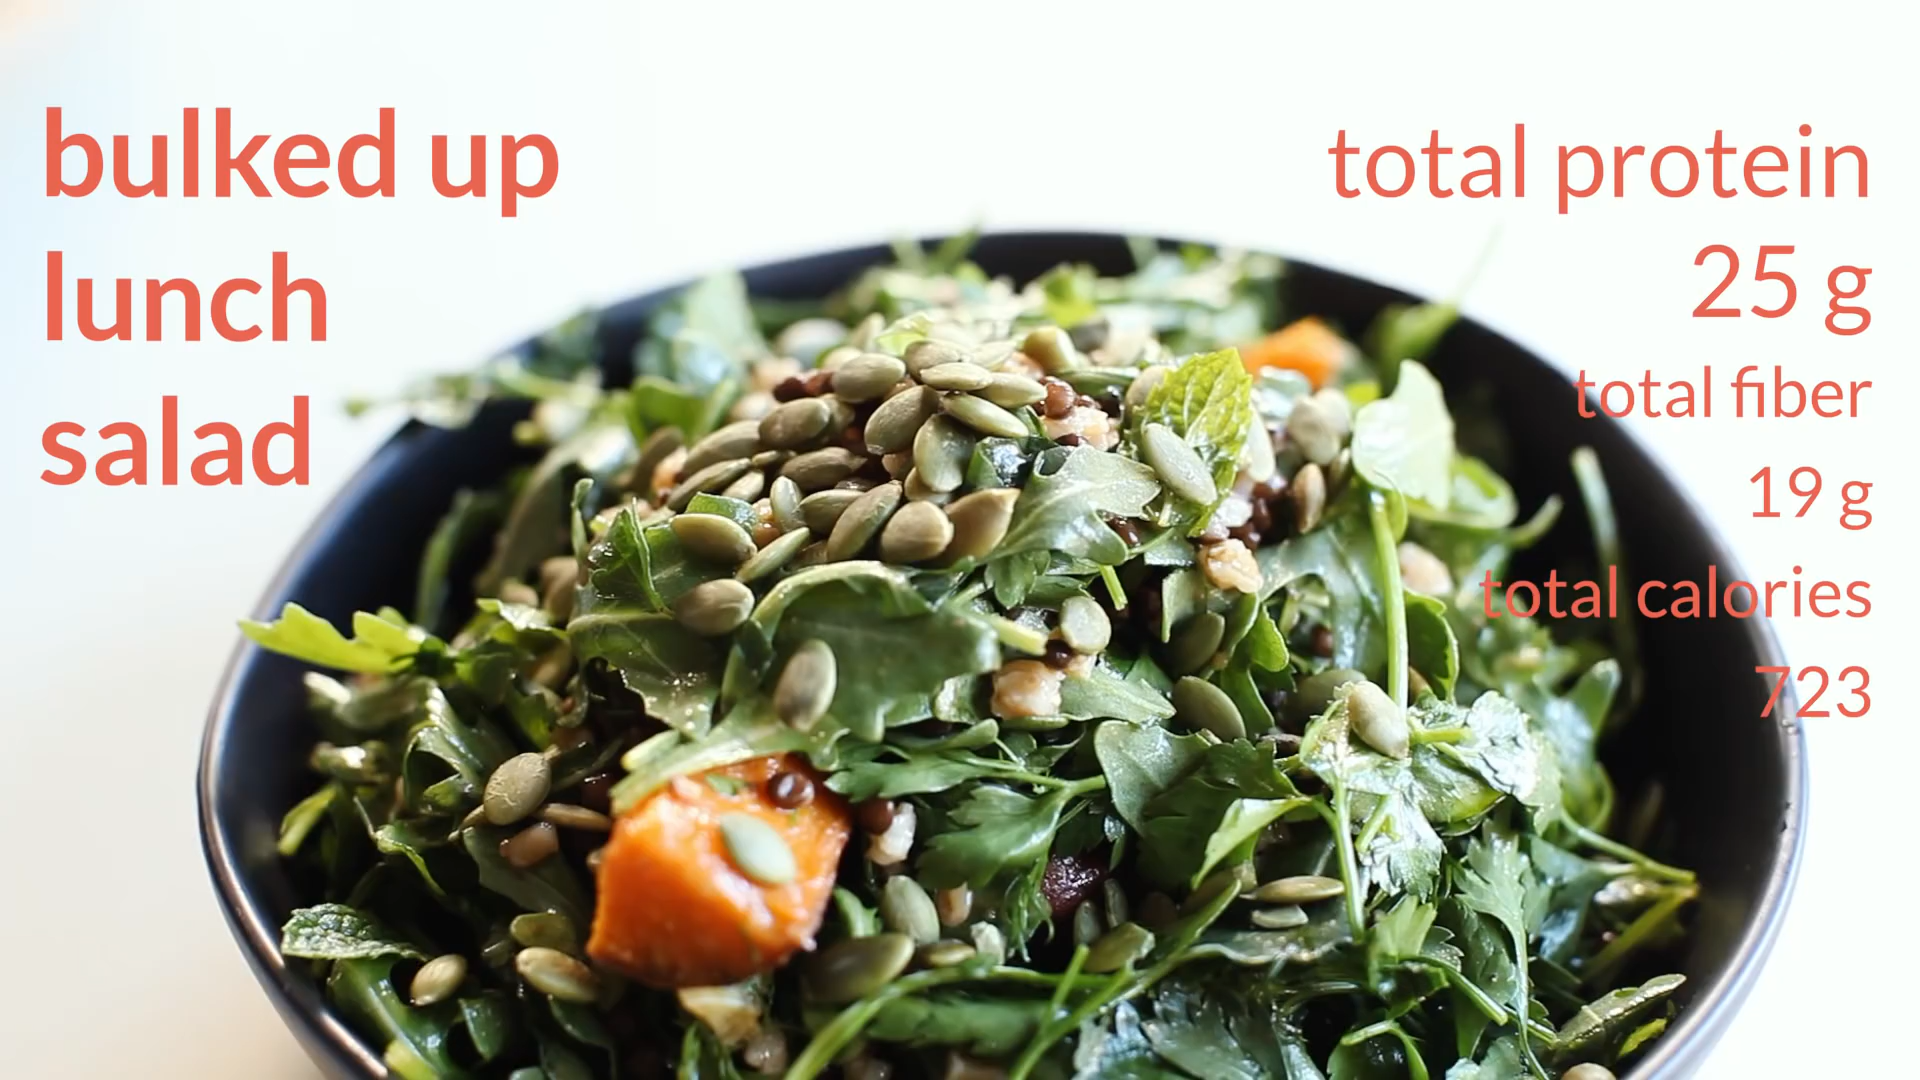 bulked up
lunch
salad
total protein
25 g
total fiber
19 g
total calories
723